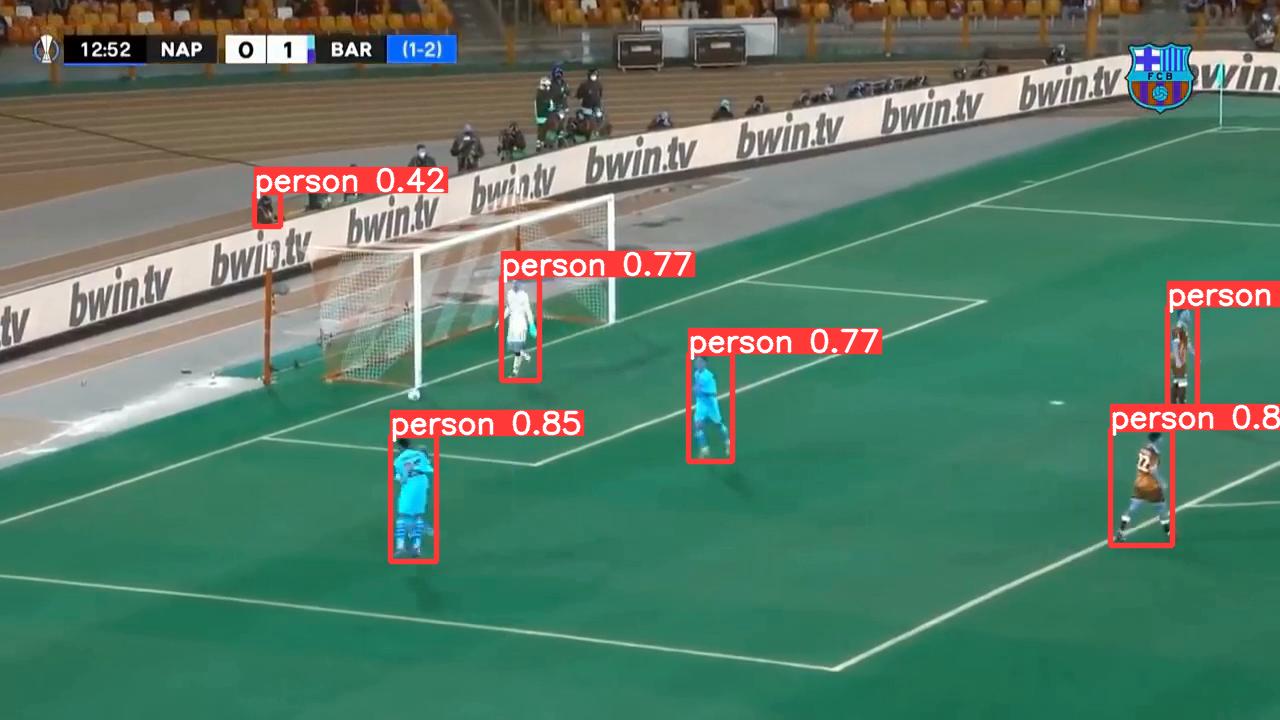 12:52 NAP 0 1 BAR (1-2)
FCB
bwin.tv
bwin.tv
bwin.tv
bwin.tv
bwin.tv
bwin.tv
bwin.tv
bwin.tv
win.
tv
person 0.42
person 0.77
person
person 0.77
person 0.85
person 0.8
22